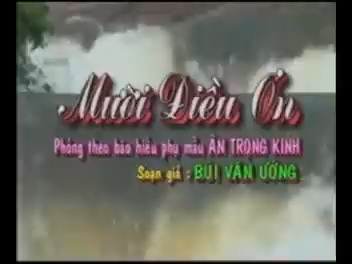 Mười Điều Ơn
Phỏng theo báo hiếu phụ mẫu ÂN TRỌNG KINH
Soạn giả : BÙI VĂN ƯỚNG